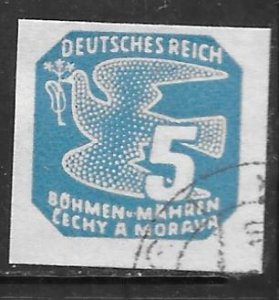 DEUTSCHES REICH
5
BÖHMEN-MÄHREN
ČECHY A MORAVA